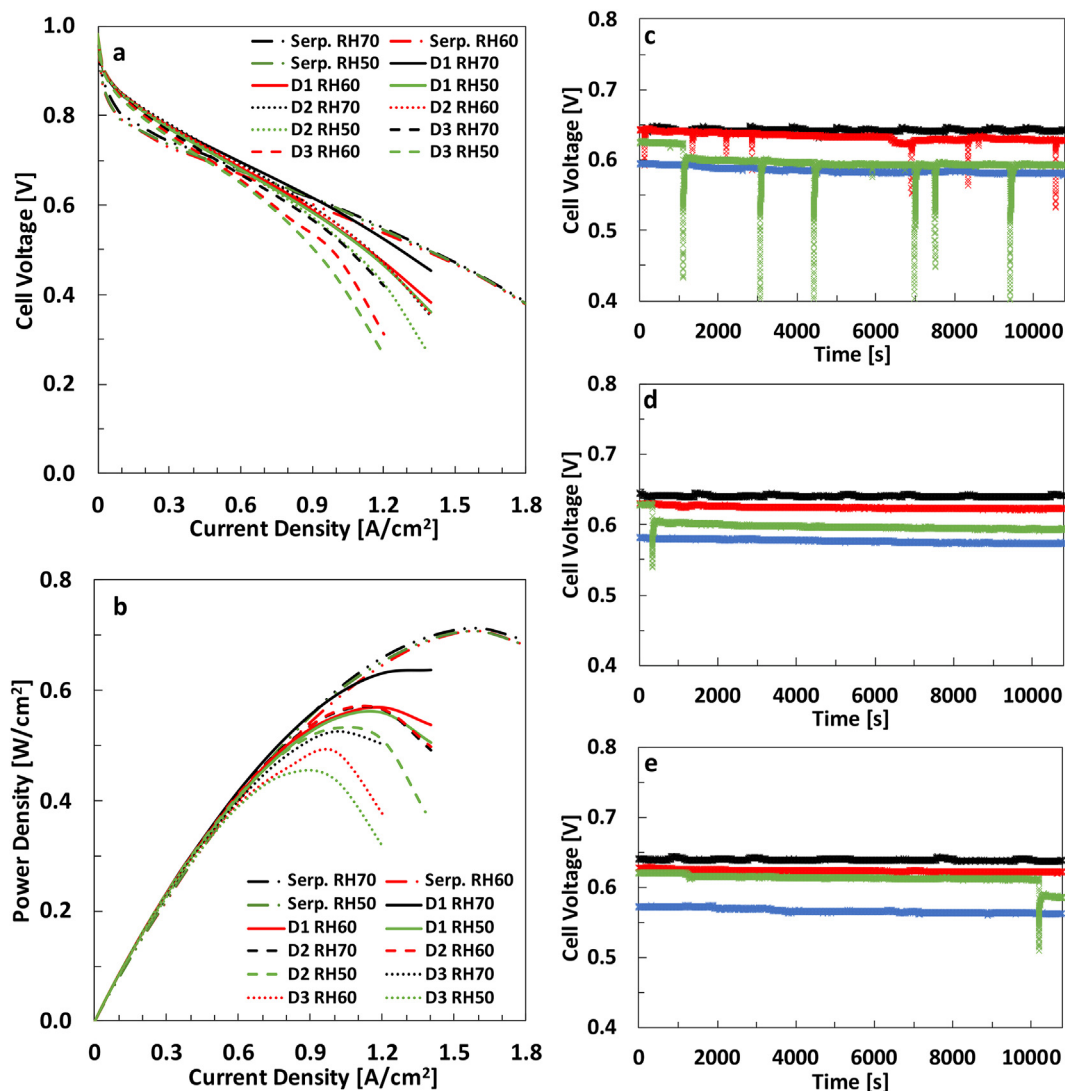 a
Serp. RH70 Serp. RH60
Serp. RH50 D1 RH70
D1 RH60 D1 RH50
D2 RH70 D2 RH60
D2 RH50 D3 RH70
D3 RH60 D3 RH50
Cell Voltage [V]
1.0
0.8
0.6
0.4
0.2
0.0
0 0.3 0.6 0.9 1.2 1.5 1.8
Current Density [A/cm²]
b
Power Density [W/cm²]
0.8
0.6
0.4
0.2
0.0
Serp. RH70 Serp. RH60
Serp. RH50 D1 RH70
D1 RH60 D1 RH50
D2 RH70 D2 RH60
D2 RH50 D3 RH70
D3 RH60 D3 RH50
0 0.3 0.6 0.9 1.2 1.5 1.8
Current Density [A/cm²]
c
Cell Voltage [V]
0.8
0.7
0.6
0.5
0.4
0 2000 4000 6000 8000 10000
Time [s]
d
Cell Voltage [V]
0.8
0.7
0.6
0.5
0.4
0 2000 4000 6000 8000 10000
Time [s]
e
Cell Voltage [V]
0.8
0.7
0.6
0.5
0.4
0 2000 4000 6000 8000 10000
Time [s]